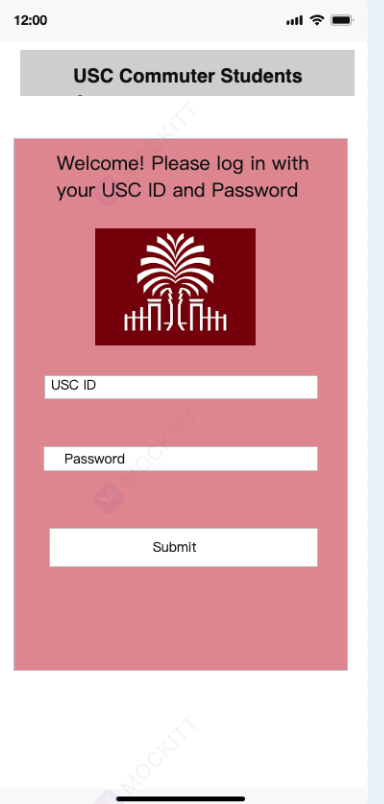 12:00
USC Commuter Students
MOCKITT
Welcome! Please log in with
your USC ID and Password
USC ID
MOCKITT
Password
Submit
MOCKITT